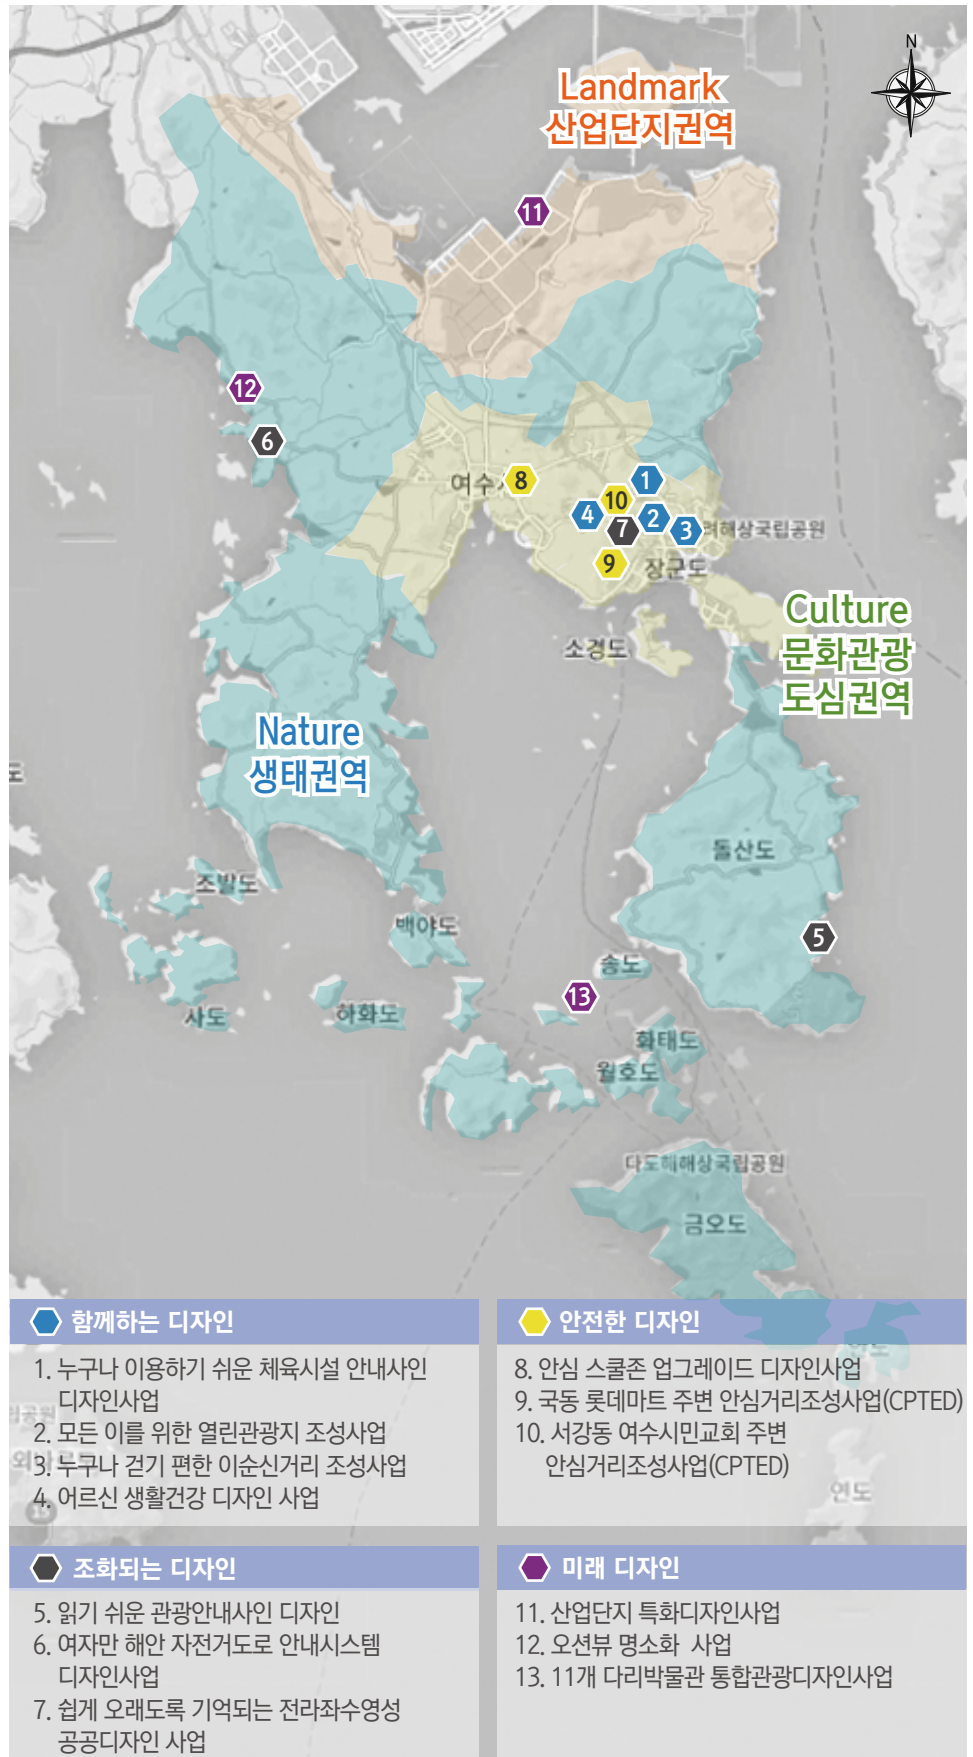 N
Landmark
산업단지권역
11
12
6
여수시
8
1
10
4
2
7
3
려해상국립공원
9
장군도
Culture
문화관광
도심권역
소경도
Nature
생태권역
도
돌산도
조발도
백야도
5
송도
13
사도
하화도
화태도
월호도
다도해해상국립공원
금오도
함께하는 디자인
1. 누구나 이용하기 쉬운 체육시설 안내사인
디자인사업
2. 모든 이를 위한 열린관광지 조성사업
3. 누구나 걷기 편한 이순신거리 조성사업
4. 어르신 생활건강 디자인 사업
안전한 디자인
안도
8. 안심 스쿨존 업그레이드 디자인사업
9. 국동 롯데마트 주변 안심거리조성사업(CPTED)
10. 서강동 여수시민교회 주변
안심거리조성사업(CPTED)
연도
조화되는 디자인
5. 읽기 쉬운 관광안내사인 디자인
6. 여자만 해안 자전거도로 안내시스템
디자인사업
7. 쉽게 오래도록 기억되는 전라좌수영성
공공디자인 사업
미래 디자인
11. 산업단지 특화디자인사업
12. 오션뷰 명소화 사업
13. 11개 다리박물관 통합관광디자인사업